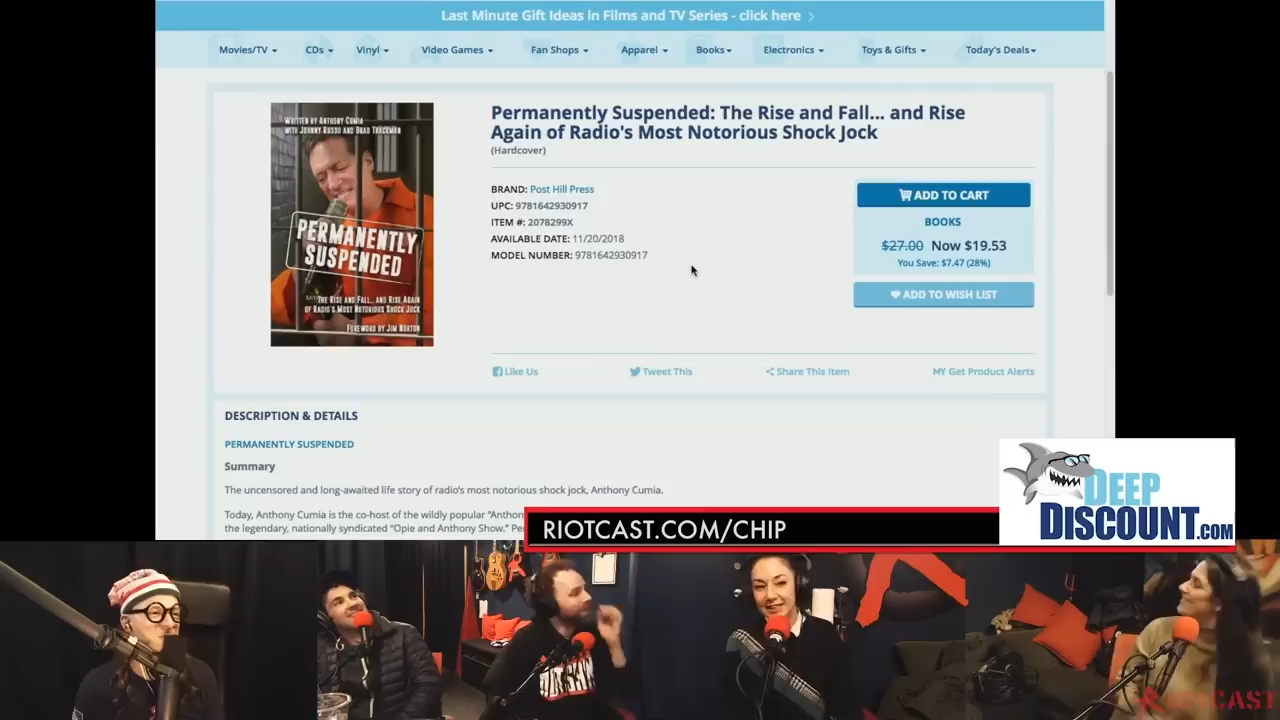 Last Minute Gift Ideas in Films and TV Series - click here
Movies/TV CDs Vinyl Video Games Fan Shops Apparel Books Electronics Toys & Gifts Today's Deals
WRITTEN BY ANTHONY CUMIA
WITH JOHNNY RUSSO AND BRAD TRACKMAN
PERMANENTLY
SUSPENDED
THE RISE AND FALL... AND RISE AGAIN
OF RADIO'S MOST NOTORIOUS SHOCK JOCK
FOREWORD BY JIM NORTON
Permanently Suspended: The Rise and Fall... and Rise
Again of Radio's Most Notorious Shock Jock
(Hardcover)
BRAND: Post Hill Press
UPC: 9781642930917
ITEM #: 2078299X
AVAILABLE DATE: 11/20/2018
MODEL NUMBER: 9781642930917
ADD TO CART
BOOKS
$27.00 Now $19.53
You Save: $7.47 (28%)
ADD TO WISH LIST
Like Us Tweet This Share This Item MY Get Product Alerts
DESCRIPTION & DETAILS
PERMANENTLY SUSPENDED
Summary
The uncensored and long-awaited life story of radio's most notorious shock jock, Anthony Cumia.
Today, Anthony Cumia is the co-host of the wildly popular "Anthon
the legendary, nationally syndicated "Opie and Anthony Show." Pe
RIOTCAST.COM/CHIP
DEEP
DISCOUNT.COM
RIOTCAST